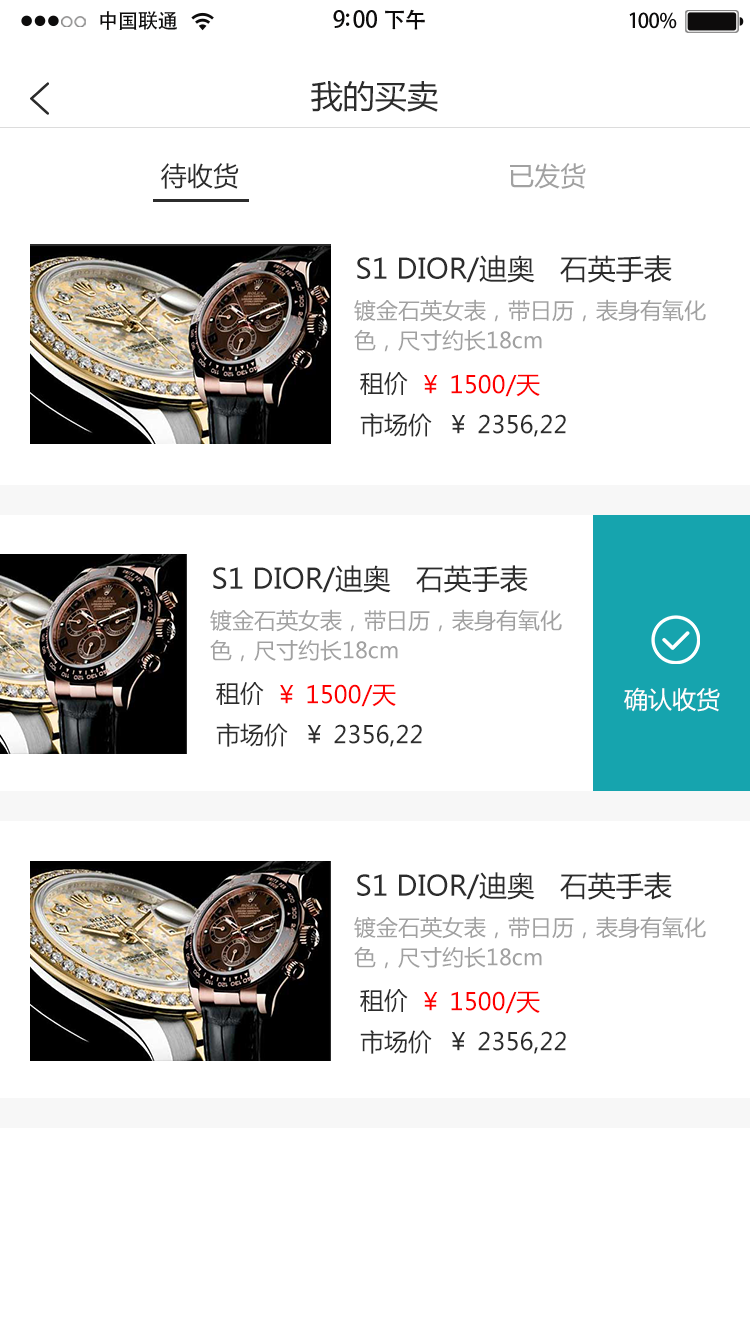 中国联通
9:00 下午
100%
我的买卖
待收货
已发货
S1 DIOR/迪奥 石英手表
镀金石英女表，带日历，表身有氧化
色，尺寸约长18cm
租价 ¥ 1500/天
市场价 ¥ 2356,22
ROLEX
S1 DIOR/迪奥 石英手表
镀金石英女表，带日历，表身有氧化
色，尺寸约长18cm
租价 ¥ 1500/天
市场价 ¥ 2356,22
确认收货
S1 DIOR/迪奥 石英手表
镀金石英女表，带日历，表身有氧化
色，尺寸约长18cm
租价 ¥ 1500/天
市场价 ¥ 2356,22
ROLEX